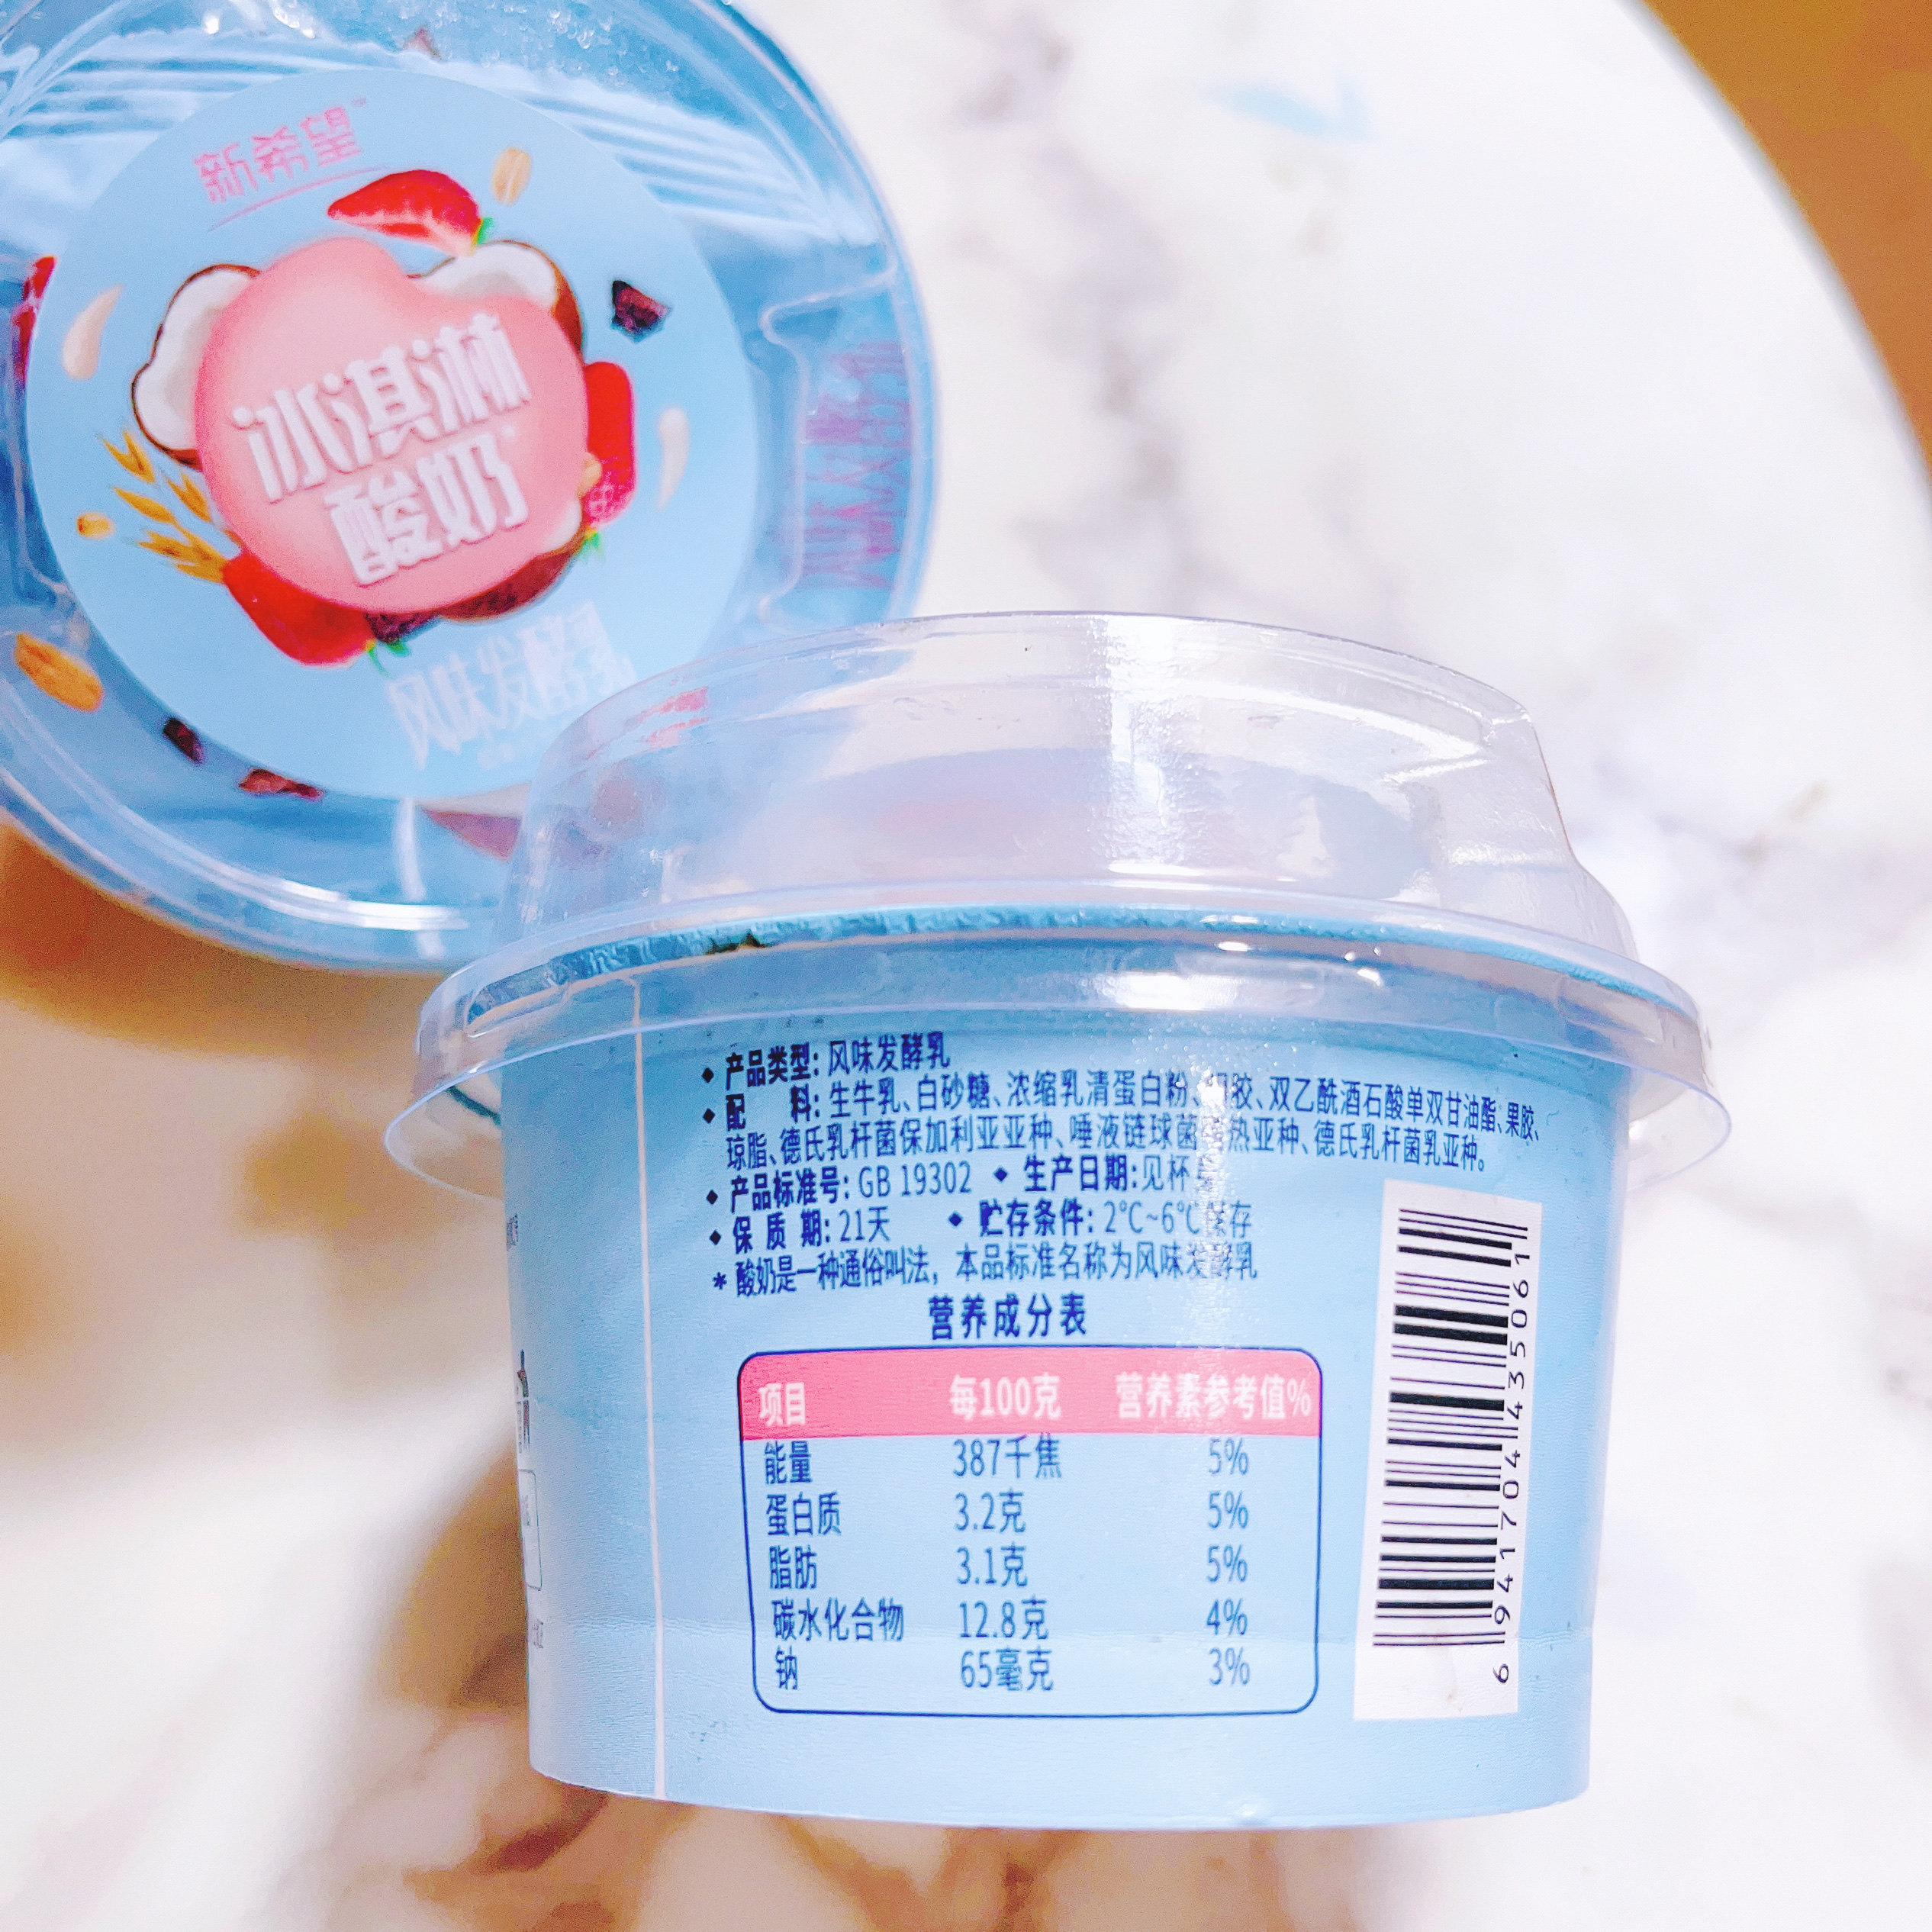 新希望
冰淇淋
酸奶*
风味发酵乳
◆ 产品类型: 风味发酵乳
◆ 配 料: 生牛乳、白砂糖、浓缩乳清蛋白粉、胶、双乙酰酒石酸单双甘油酯、果胶、
琼脂、德氏乳杆菌保加利亚亚种、唾液链球菌热亚种、德氏乳杆菌乳亚种。
◆ 产品标准号: GB 19302 ◆ 生产日期: 见杯
◆ 保 质 期: 21天 ◆ 贮存条件: 2°C~6°C保存
* 酸奶是一种通俗叫法, 本品标准名称为风味发酵乳
营养成分表
项目 每100克 营养素参考值%
能量 387千焦 5%
蛋白质 3.2克 5%
脂肪 3.1克 5%
碳水化合物 12.8克 4%
钠 65毫克 3%
6941704435061